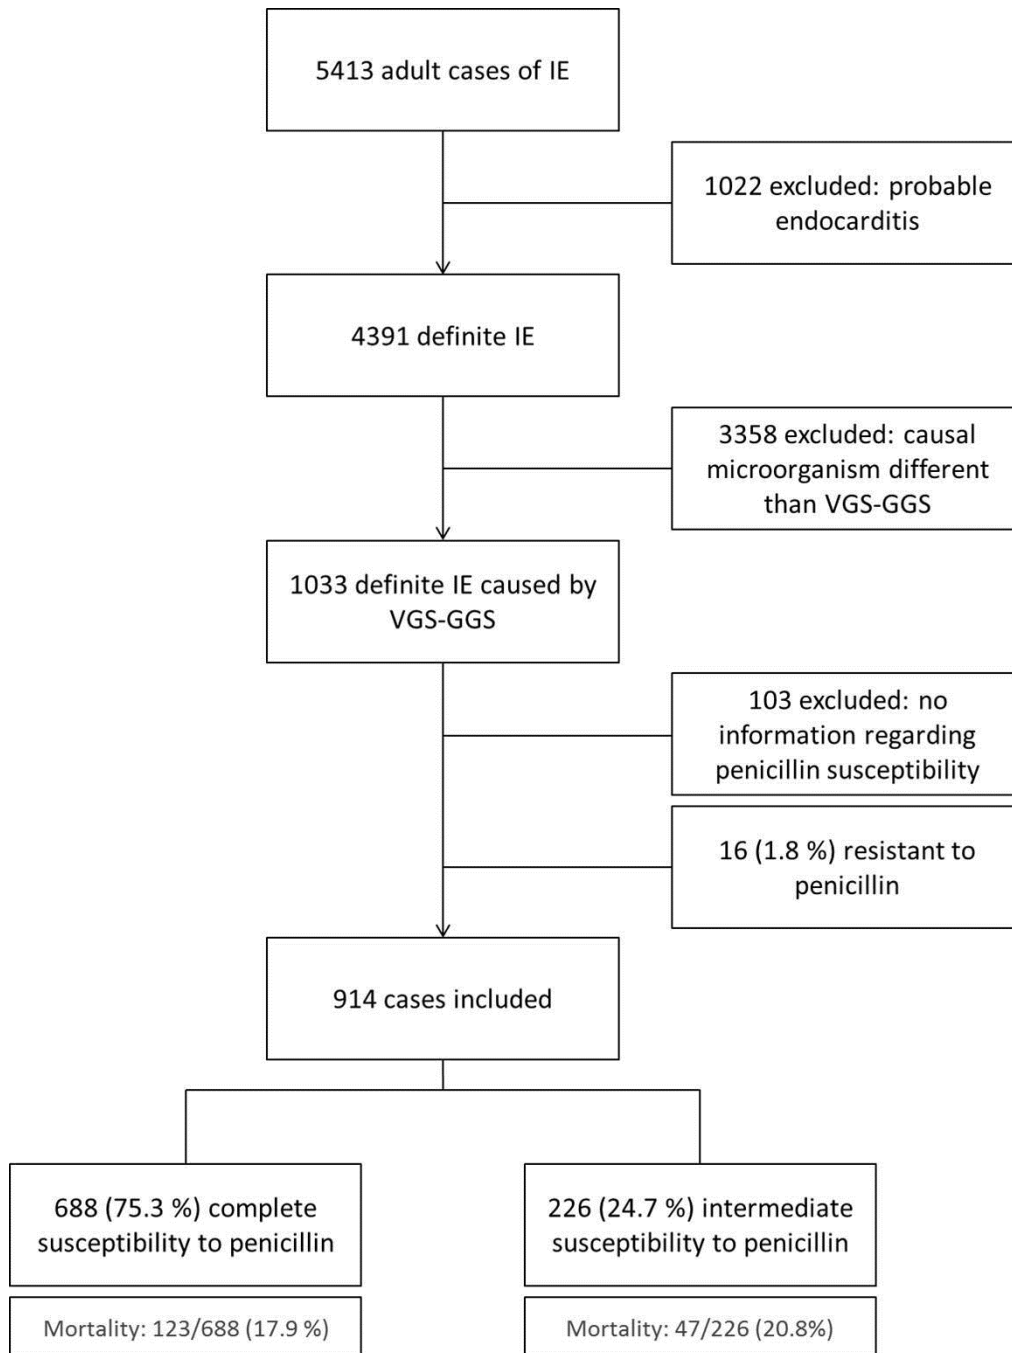 5413 adult cases of IE
1022 excluded: probable
endocarditis
4391 definite IE
3358 excluded: causal
microorganism different
than VGS-GGS
1033 definite IE caused by
VGS-GGS
103 excluded: no
information regarding
penicillin susceptibility
16 (1.8 %) resistant to
penicillin
914 cases included
688 (75.3 %) complete
susceptibility to penicillin
Mortality: 123/688 (17.9 %)
226 (24.7 %) intermediate
susceptibility to penicillin
Mortality: 47/226 (20.8%)